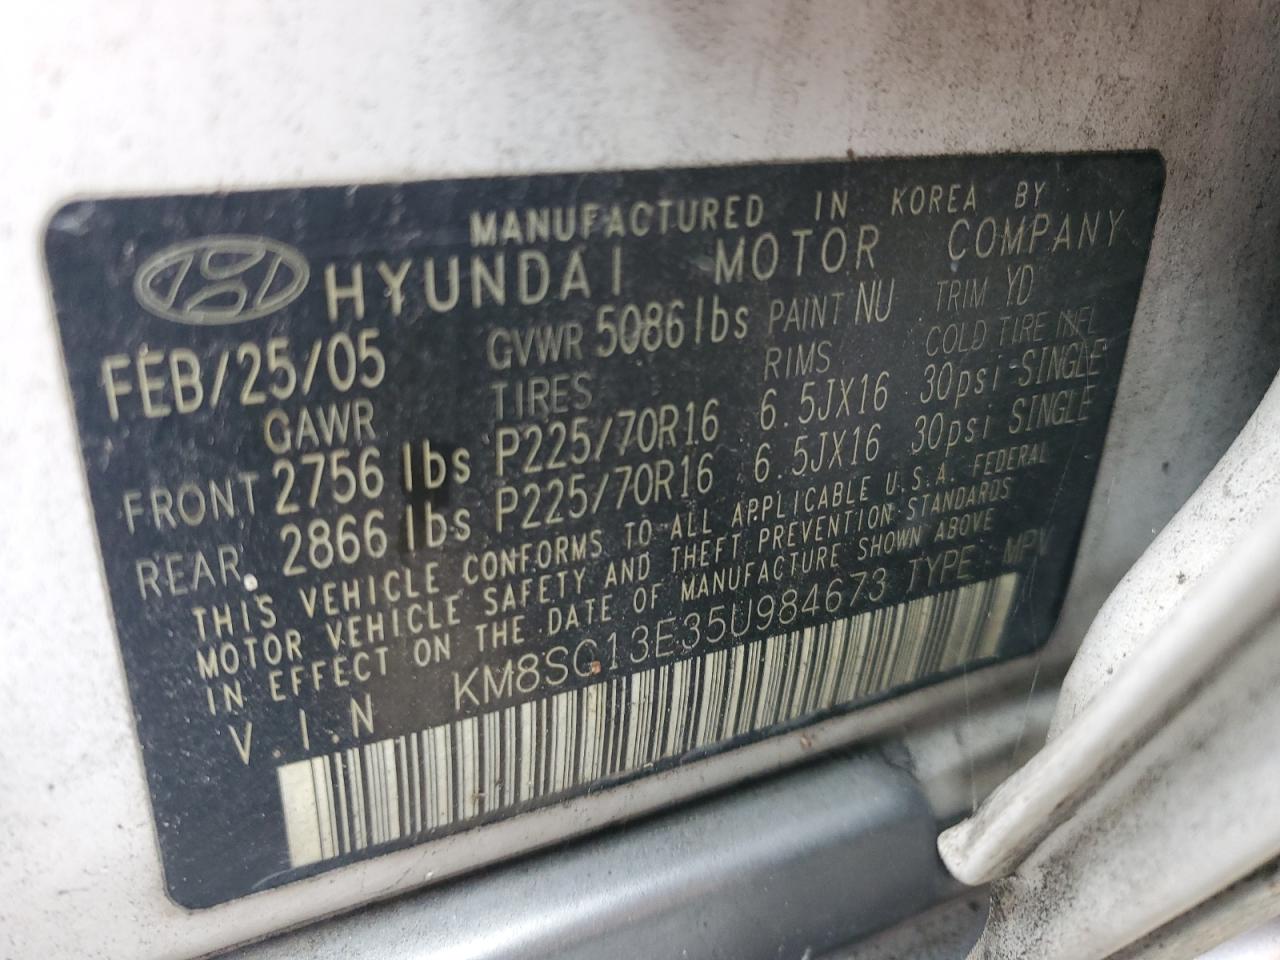 MANUFACTURED IN KOREA BY
HYUNDAI MOTOR COMPANY
FEB/25/05 GVWR 5086 lbs PAINT NU TRIM YD
GAWR TIRES RIMS COLD TIRE INFL
FRONT 2756 lbs P225/70R16 6.5JX16 30psi SINGLE
REAR 2866 lbs P225/70R16 6.5JX16 30psi SINGLE
THIS VEHICLE CONFORMS TO ALL APPLICABLE U.S.A. FEDERAL
MOTOR VEHICLE SAFETY AND THEFT PREVENTION STANDARDS
IN EFFECT ON THE DATE OF MANUFACTURE SHOWN ABOVE
V.I.N KM8SC13E35U984673 TYPE: MPV